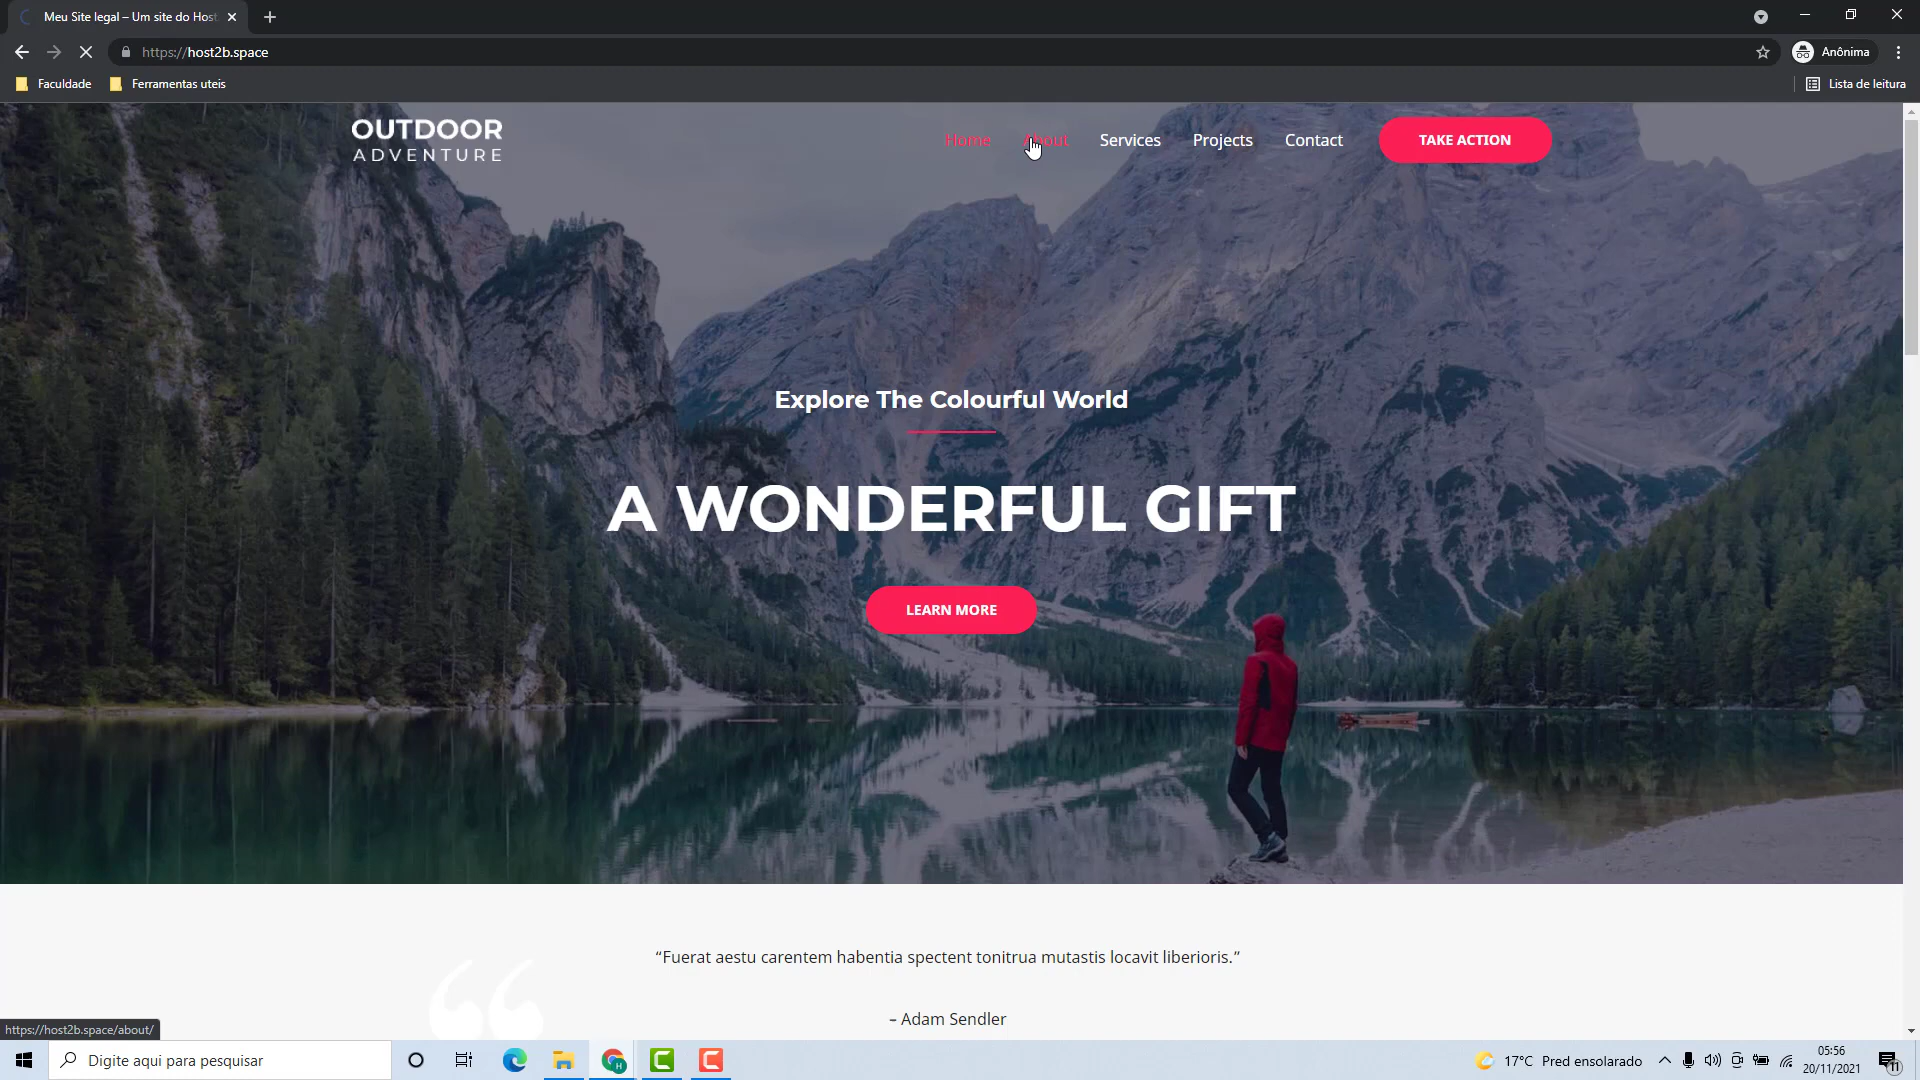 Meu Site legal – Um site do Host
https://host2b.space
Anônima
Faculdade
Ferramentas uteis
Lista de leitura
OUTDOOR
ADVENTURE
Home
About
Services
Projects
Contact
TAKE ACTION
Explore The Colourful World
A WONDERFUL GIFT
LEARN MORE
“Fuerat aestu carentem habentia spectent tonitrua mutastis locavit liberioris.”
– Adam Sendler
https://host2b.space/about/
Digite aqui para pesquisar
H
17°C Pred ensolarado
05:56
20/11/2021
11